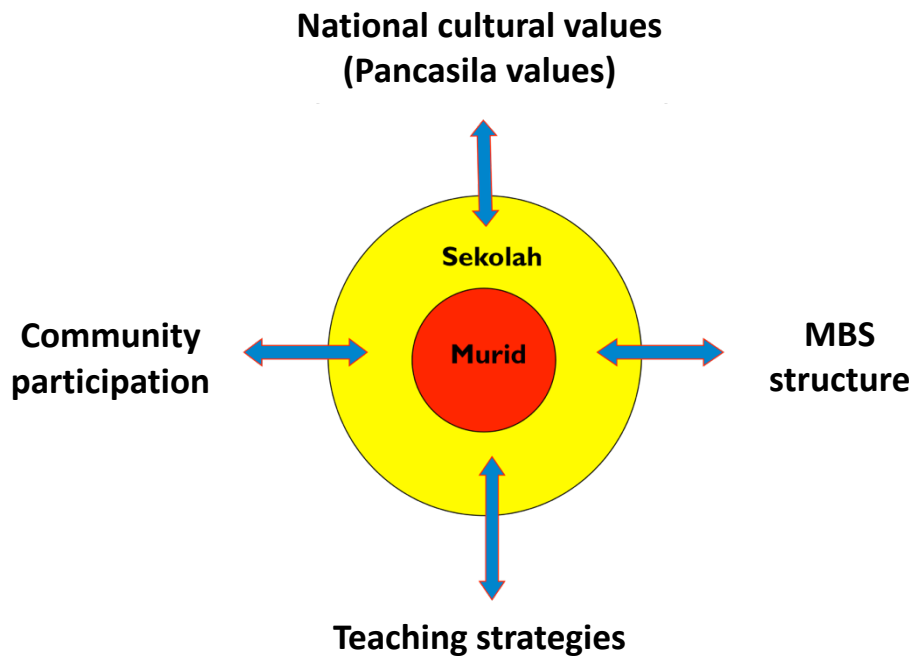 National cultural values
(Pancasila values)
Sekolah
Community
participation
Murid
MBS
structure
Teaching strategies